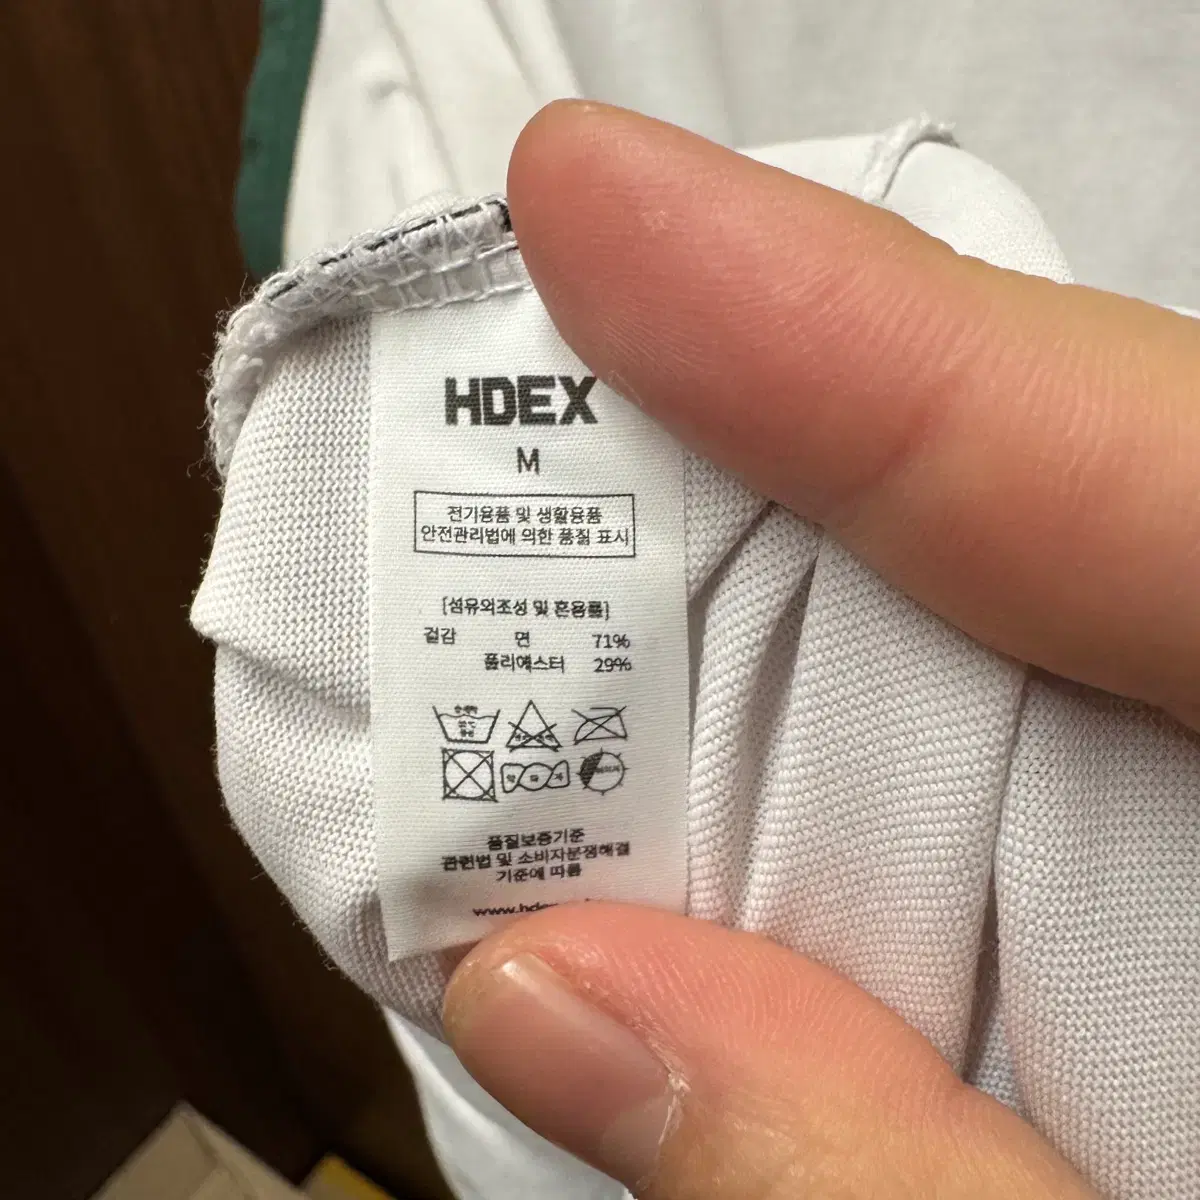 HDEX
M
전기용품 및 생활용품
안전관리법에 의한 품질 표시
[섬유의조성 및 혼용률]
겉감 면 71%
폴리에스터 29%
품질보증기준
관련법 및 소비자분쟁해결
기준에 따름